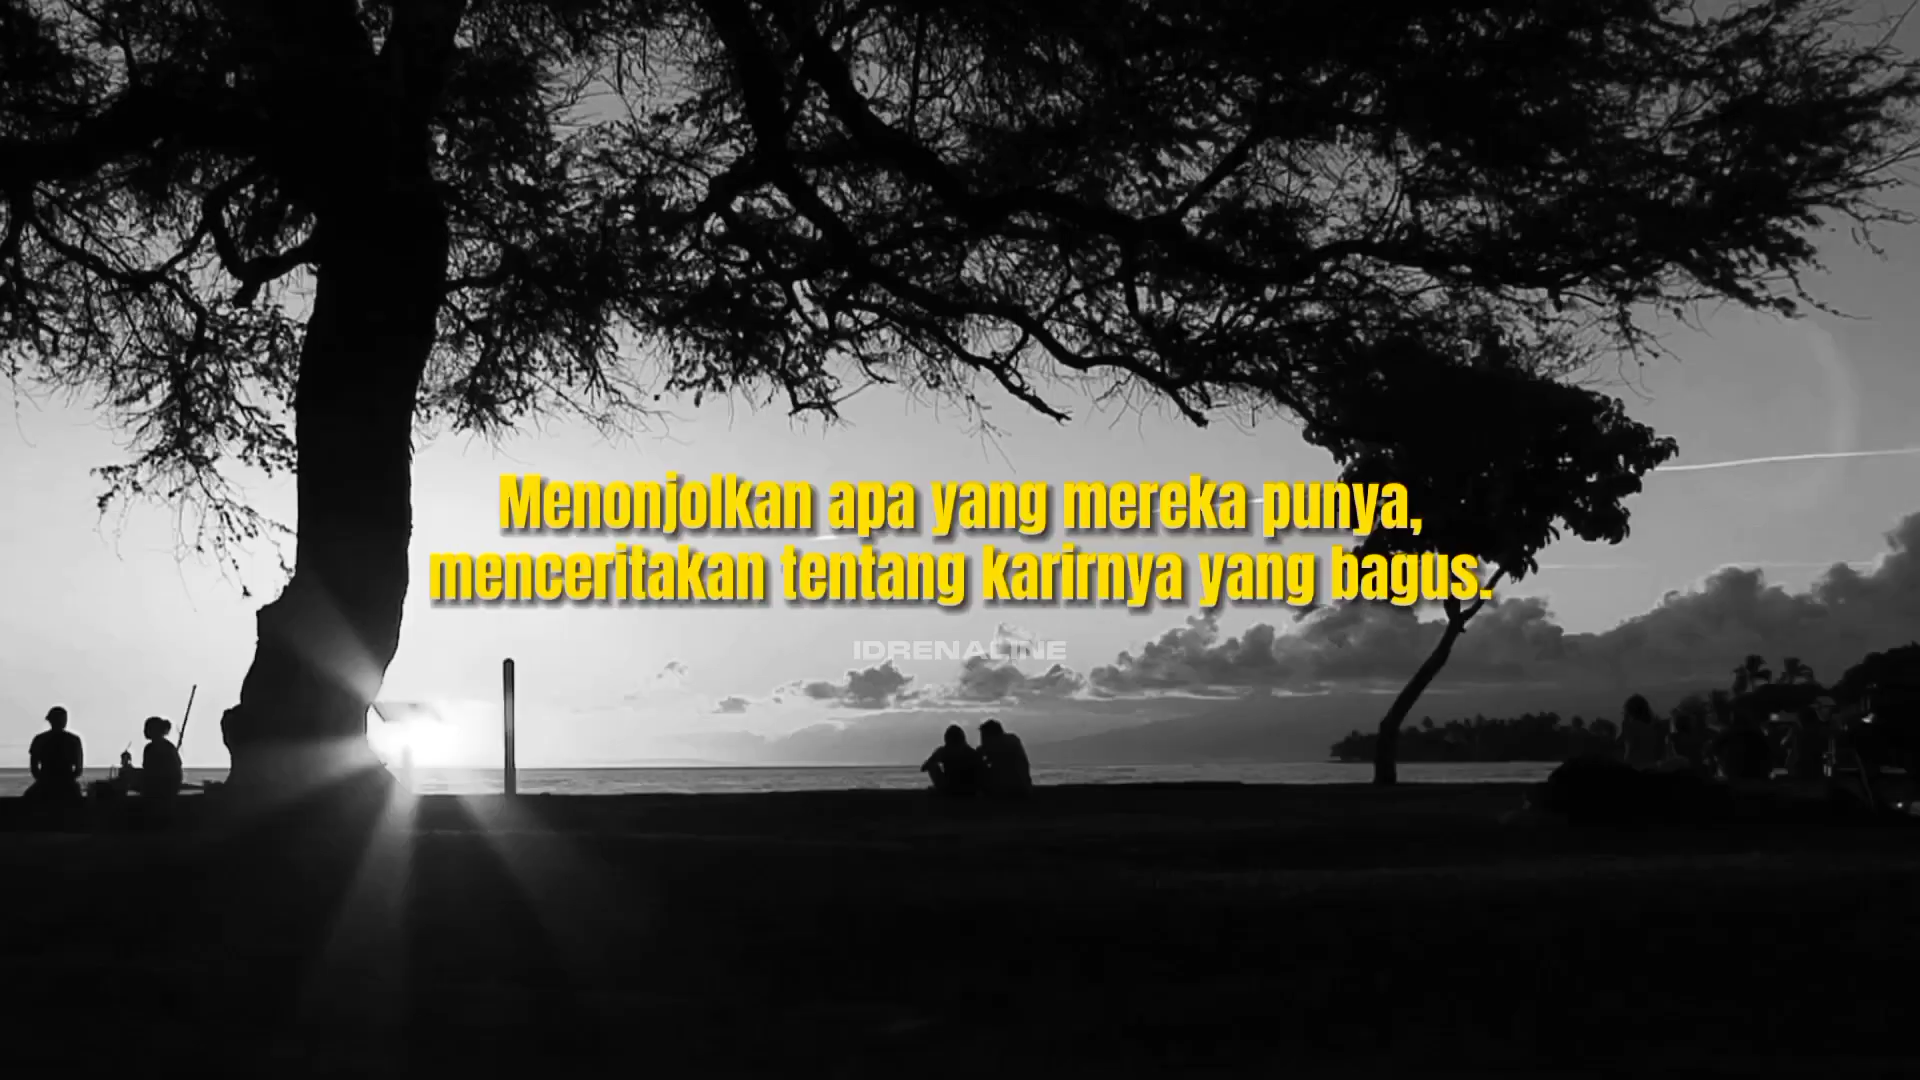 Menonjolkan apa yang mereka punya,
menceritakan tentang karirnya yang bagus.
IDRENALINE